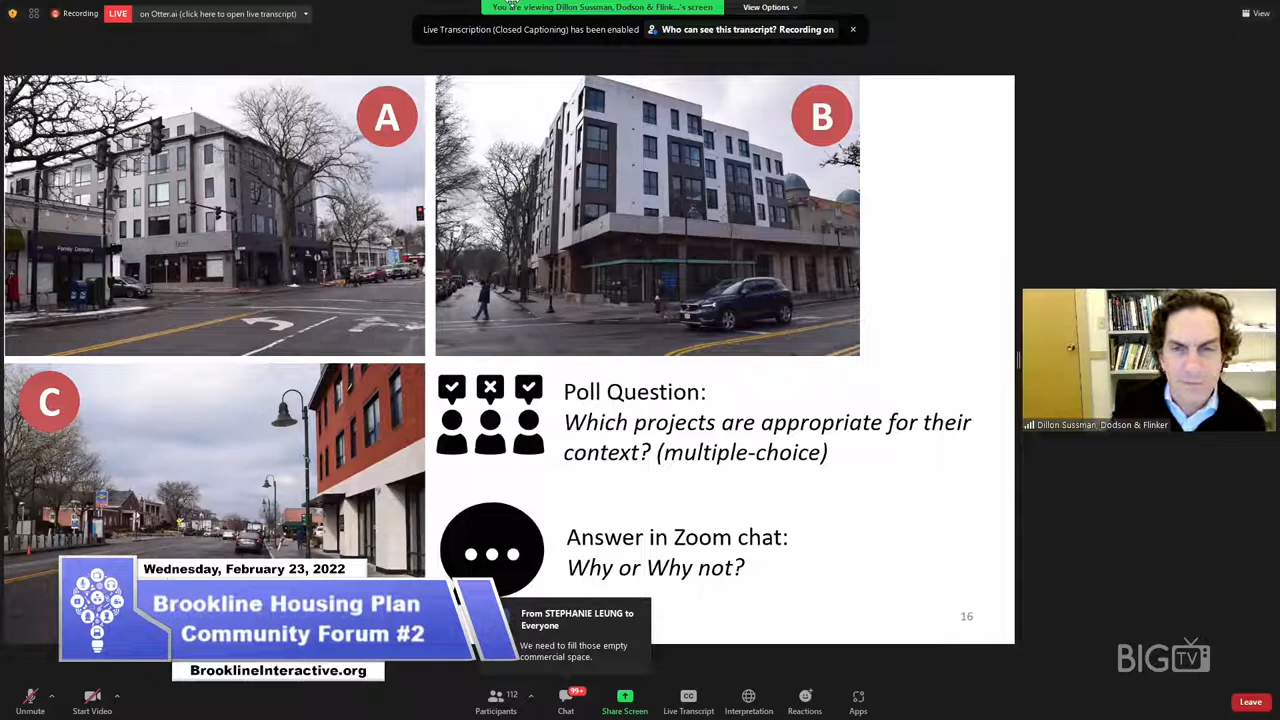 Recording
LIVE
on Otter.ai (click here to open live transcript)
You are viewing Dillon Sussman, Dodson & Flink...'s screen
View Options
View
Live Transcription (Closed Captioning) has been enabled
Who can see this transcript? Recording on
A
B
Family Dentistry
C
Poll Question:
Which projects are appropriate for their
context? (multiple-choice)
Answer in Zoom chat:
Why or Why not?
16
Dillon Sussman, Dodson & Flinker
Wednesday, February 23, 2022
Brookline Housing Plan
Community Forum #2
BrooklineInteractive.org
From STEPHANIE LEUNG to
Everyone
We need to fill those empty
commercial space.
BIG TV
Unmute
Start Video
112
Participants
99+
Chat
Share Screen
CC
Live Transcript
Interpretation
Reactions
Apps
Leave